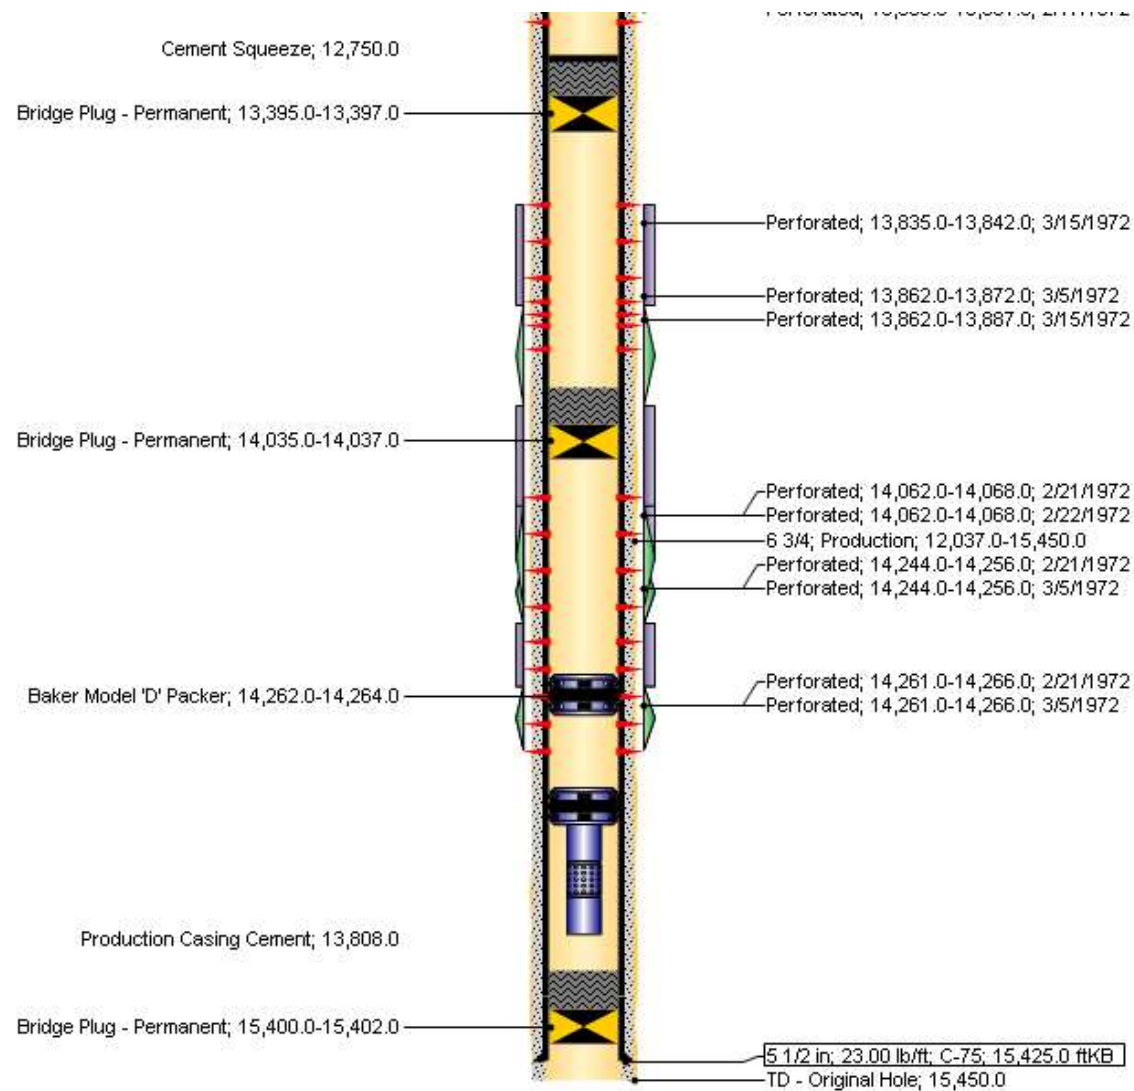 Perforated;
Cement Squeeze; 12,750.0
Bridge Plug - Permanent; 13,395.0-13,397.0
Perforated; 13,835.0-13,842.0; 3/15/1972
Perforated; 13,862.0-13,872.0; 3/5/1972
Perforated; 13,862.0-13,887.0; 3/15/1972
Bridge Plug - Permanent; 14,035.0-14,037.0
Perforated; 14,062.0-14,068.0; 2/21/1972
Perforated; 14,062.0-14,068.0; 2/22/1972
6 3/4; Production; 12,037.0-15,450.0
Perforated; 14,244.0-14,256.0; 2/21/1972
Perforated; 14,244.0-14,256.0; 3/5/1972
Baker Model 'D' Packer; 14,262.0-14,264.0
Perforated; 14,261.0-14,266.0; 2/21/1972
Perforated; 14,261.0-14,266.0; 3/5/1972
Production Casing Cement; 13,808.0
Bridge Plug - Permanent; 15,400.0-15,402.0
5 1/2 in; 23.00 lb/ft; C-75; 15,425.0 ftKB
TD - Original Hole; 15,450.0